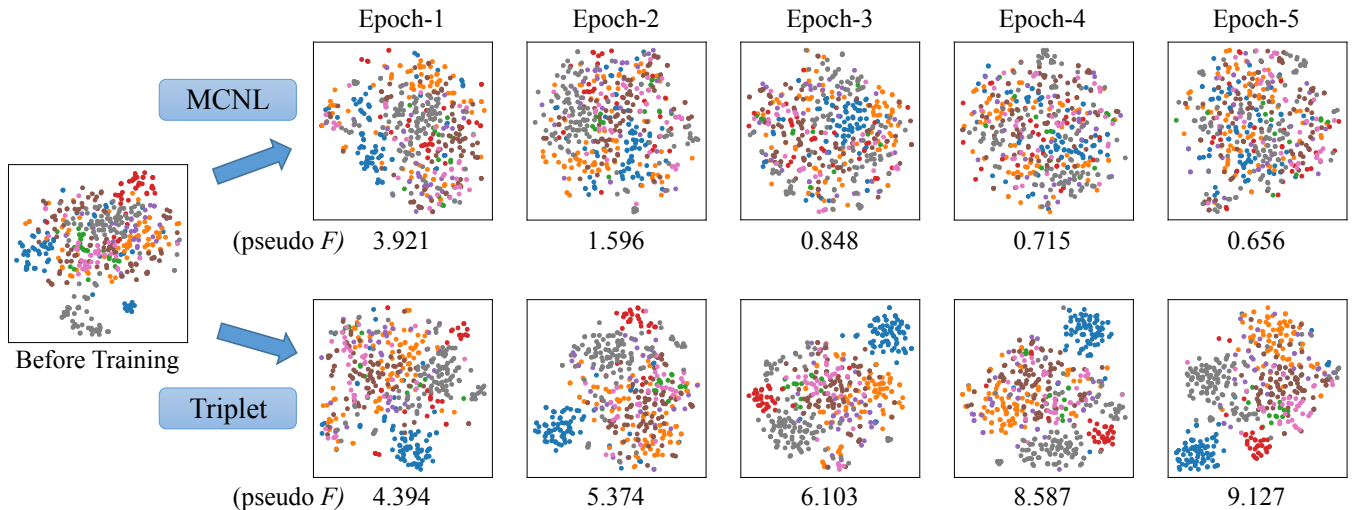 Epoch-1 Epoch-2 Epoch-3 Epoch-4 Epoch-5
MCNL
(pseudo F) 3.921 1.596 0.848 0.715 0.656
Before Training
Triplet
(pseudo F) 4.394 5.374 6.103 8.587 9.127